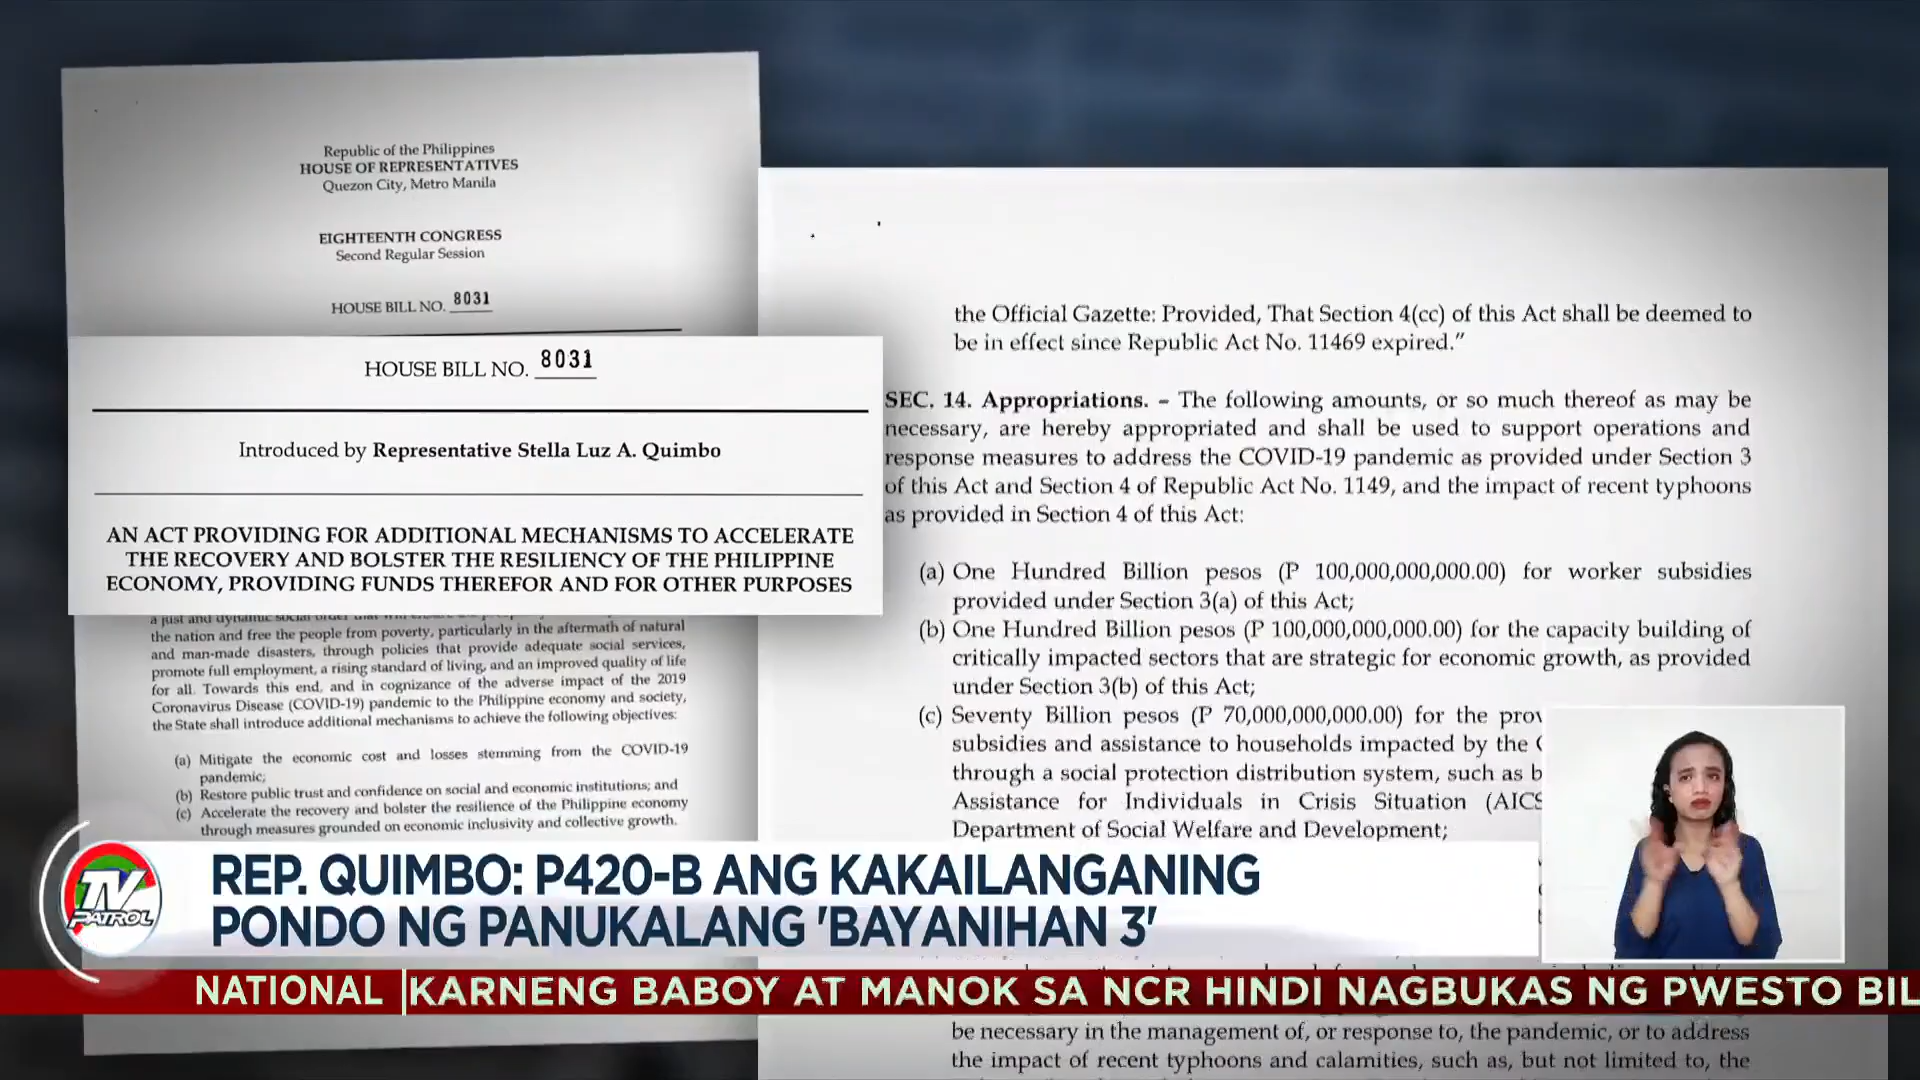 Republic of the Philippines
HOUSE OF REPRESENTATIVES
Quezon City, Metro Manila
EIGHTEENTH CONGRESS
Second Regular Session
HOUSE BILL NO. 8031
HOUSE BILL NO. 8031
Introduced by Representative Stella Luz A. Quimbo
AN ACT PROVIDING FOR ADDITIONAL MECHANISMS TO ACCELERATE
THE RECOVERY AND BOLSTER THE RESILIENCY OF THE PHILIPPINE
ECONOMY, PROVIDING FUNDS THEREFOR AND FOR OTHER PURPOSES
a just and dynamic social order that will
the nation and free the people from poverty, particularly in the aftermath of natural
and man-made disasters, through policies that provide adequate social services,
promote full employment, a rising standard of living, and an improved quality of life
for all. Towards this end, and in cognizance of the adverse impact of the 2019
Coronavirus Disease (COVID-19) pandemic to the Philippine economy and society,
the State shall introduce additional mechanisms to achieve the following objectives:
(a) Mitigate the economic cost and losses stemming from the COVID-19
pandemic;
(b) Restore public trust and confidence on social and economic institutions; and
(c) Accelerate the recovery and bolster the resilience of the Philippine economy
through measures grounded on economic inclusivity and collective growth.
the Official Gazette: Provided, That Section 4(cc) of this Act shall be deemed to
be in effect since Republic Act No. 11469 expired.”
SEC. 14. Appropriations. – The following amounts, or so much thereof as may be
necessary, are hereby appropriated and shall be used to support operations and
response measures to address the COVID-19 pandemic as provided under Section 3
of this Act and Section 4 of Republic Act No. 1149, and the impact of recent typhoons
as provided in Section 4 of this Act:
(a) One Hundred Billion pesos (P 100,000,000,000.00) for worker subsidies
provided under Section 3(a) of this Act;
(b) One Hundred Billion pesos (P 100,000,000,000.00) for the capacity building of
critically impacted sectors that are strategic for economic growth, as provided
under Section 3(b) of this Act;
(c) Seventy Billion pesos (P 70,000,000,000.00) for the prov
subsidies and assistance to households impacted by the
through a social protection distribution system, such as b
Assistance for Individuals in Crisis Situation (AICS
Department of Social Welfare and Development;
TV
PATROL
REP. QUIMBO: P420-B ANG KAKAILANGANING
PONDO NG PANUKALANG 'BAYANIHAN 3'
NATIONAL | KARNENG BABOY AT MANOK SA NCR HINDI NAGBUKAS NG PWESTO BIL
be necessary in the management of, or response to, the pandemic, or to address
the impact of recent typhoons and calamities, such as, but not limited to, the